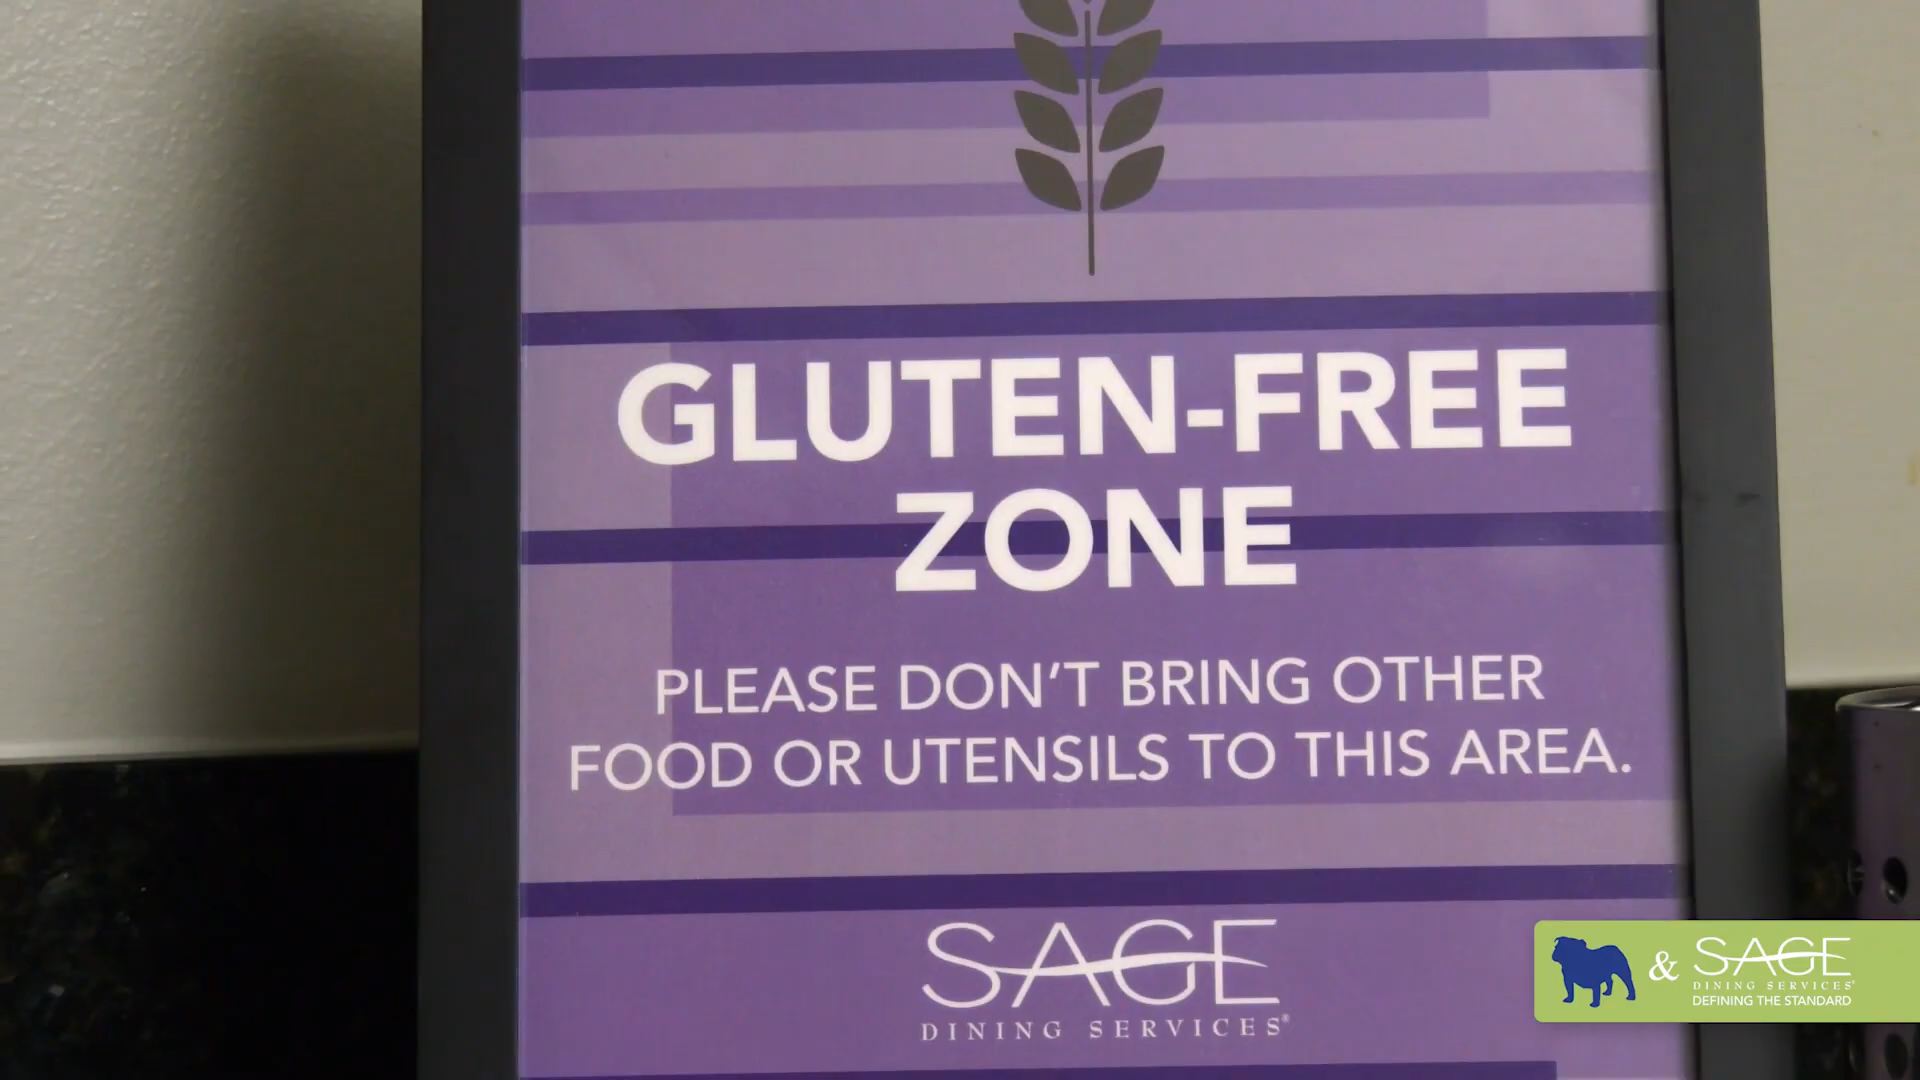 GLUTEN-FREE
ZONE
PLEASE DON'T BRING OTHER
FOOD OR UTENSILS TO THIS AREA.
SAGE
DINING SERVICES®
& SAGE
DINING SERVICES®
DEFINING THE STANDARD